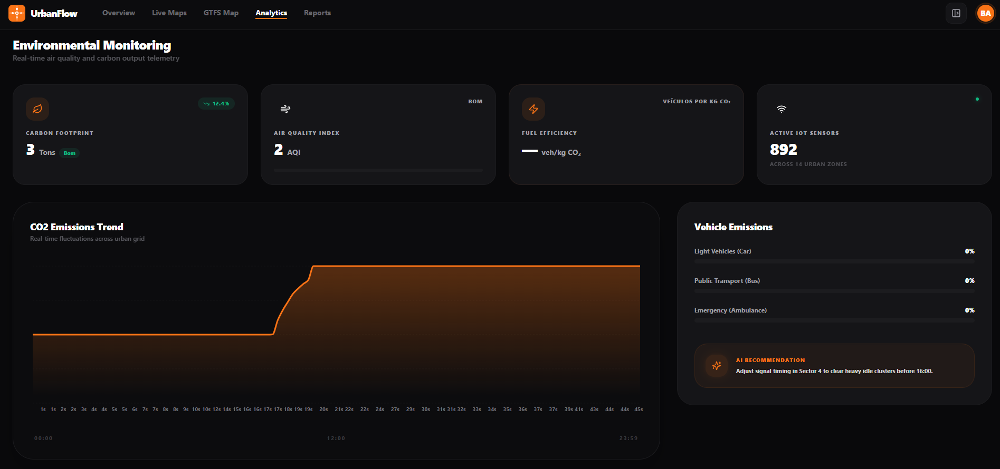 UrbanFlow Overview Live Maps GTFS Map Analytics Reports BA
Environmental Monitoring
Real-time air quality and carbon output telemetry
12.4%
CARBON FOOTPRINT
3 Tons Bom
BOM
AIR QUALITY INDEX
2 AQI
VEÍCULOS POR KG CO₂
FUEL EFFICIENCY
— veh/kg CO₂
ACTIVE IOT SENSORS
892
ACROSS 14 URBAN ZONES
CO2 Emissions Trend
Real-time fluctuations across urban grid
1s 1s 2s 2s 3s 4s 4s 5s 5s 6s 7s 7s 8s 8s 9s 10s 10s 12s 14s 15s 16s 16s 17s 17s 18s 19s 19s 20s 21s 22s 22s 24s 27s 29s 30s 31s 31s 32s 33s 34s 35s 36s 37s 37s 39s 41s 43s 44s 44s 45s
00:00 12:00 23:59
Vehicle Emissions
Light Vehicles (Car) 0%
Public Transport (Bus) 0%
Emergency (Ambulance) 0%
AI RECOMMENDATION
Adjust signal timing in Sector 4 to clear heavy idle clusters before 16:00.